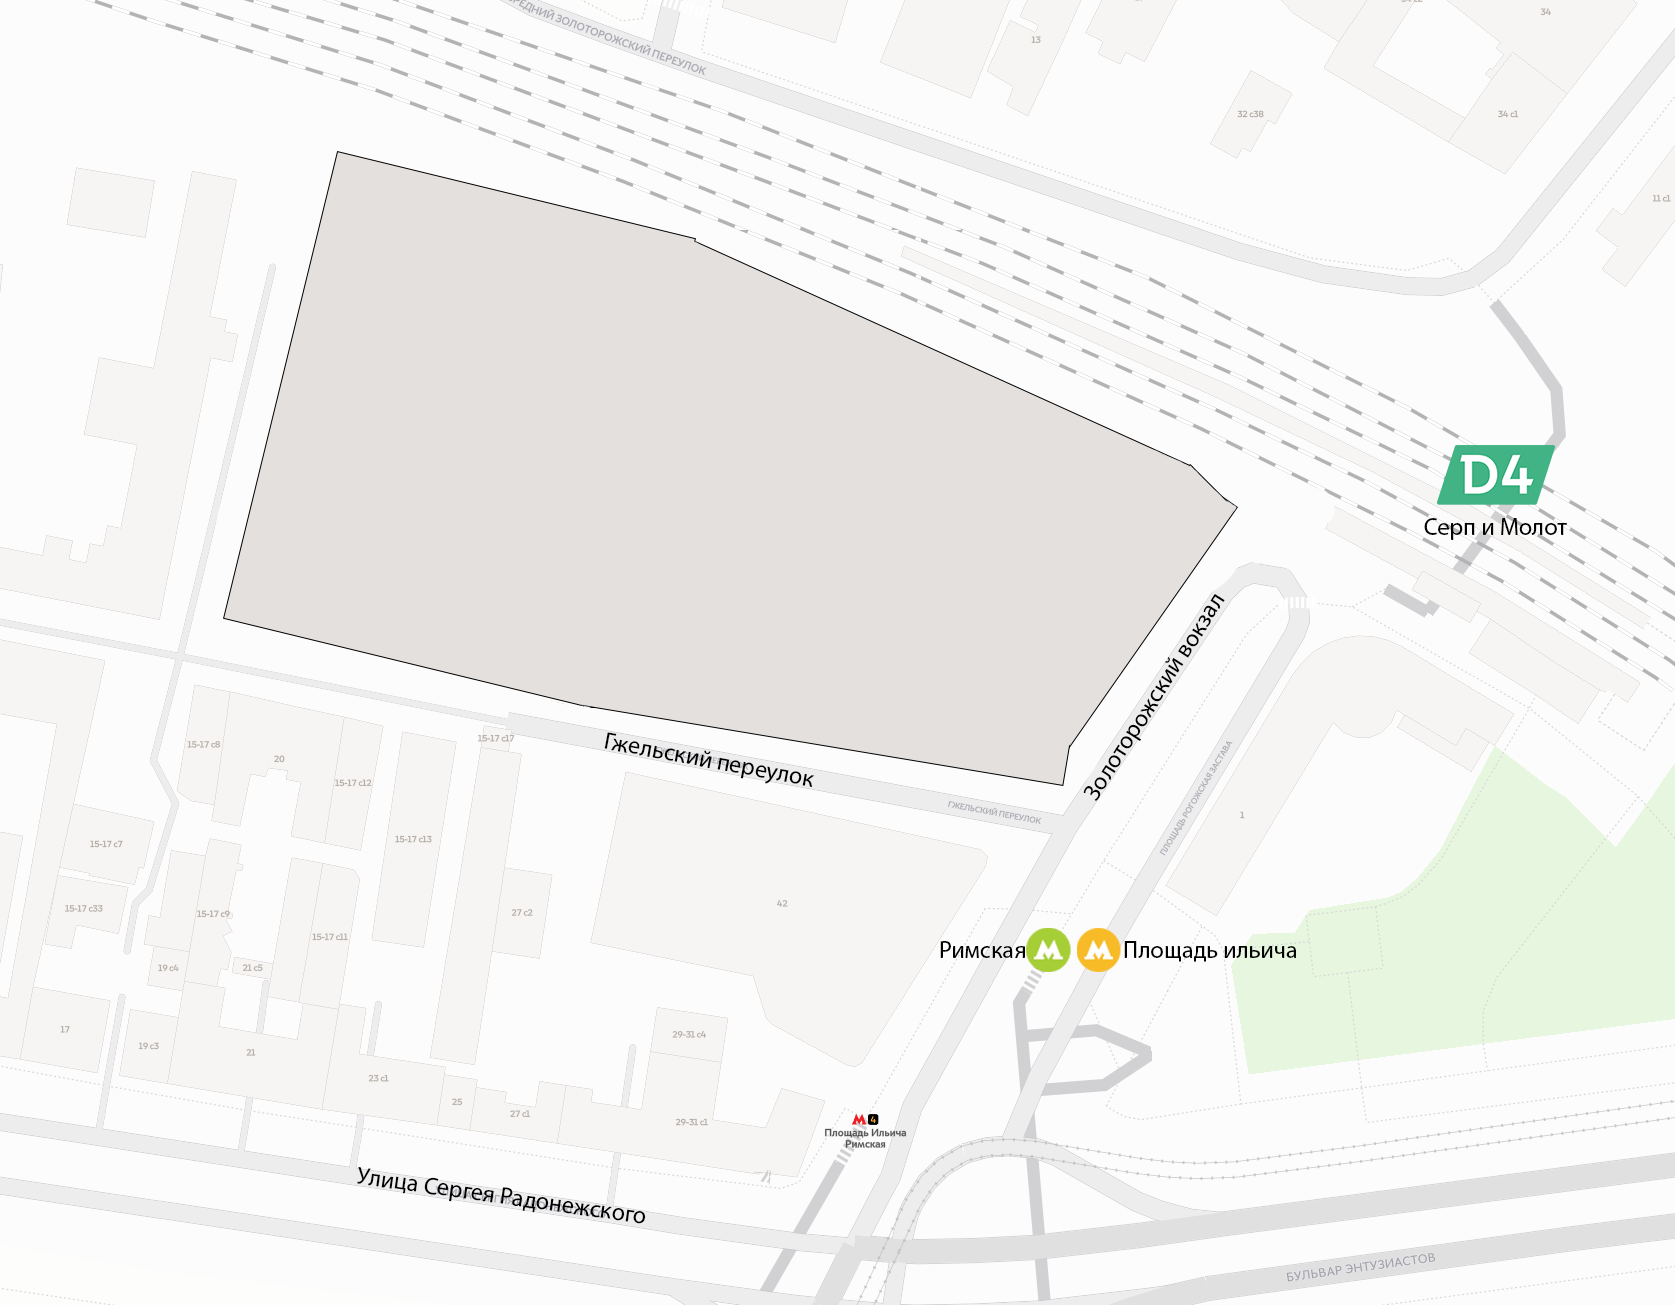 34
13
ПЕРЕУЛОК
32 с38
34 с1
11 с1
D4
Серп и Молот
Золоторожский вокзал
15-17 с17
15-17 с8
20
15-17 с12
Гжельский переулок
ГЖЕЛЬСКИЙ ПЕРЕУЛОК
ПЛОЩАДЬ РОГОЖСКАЯ ЗАСТАВА
1
15-17 с7
15-17 с13
42
15-17 с33
15-17 с9
27 с2
15-17 с11
Римская
Площадь ильича
19 с4
21 с5
17
19 с3
21
29-31 с4
23 с1
25
27 с1
29-31 с1
4
Площадь Ильича
Римская
Улица Сергея Радонежского
БУЛЬВАР ЭНТУЗИАСТОВ